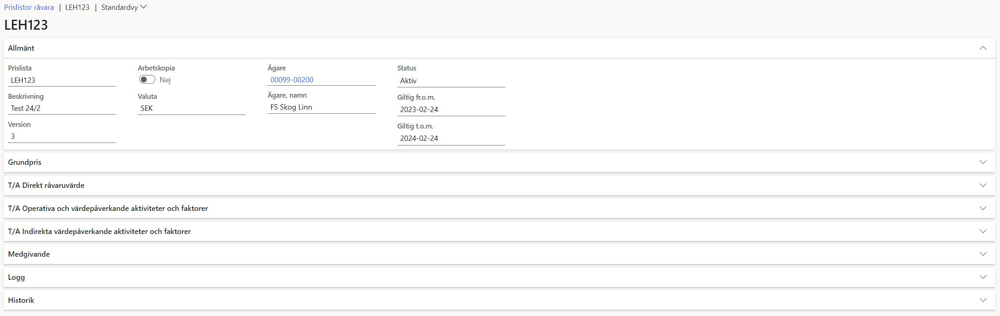 Prislistor råvara | LEH123 | Standardvy
LEH123
Allmänt
Prislista
LEH123
Beskrivning
Test 24/2
Version
3
Arbetskopia
Nej
Valuta
SEK
Ägare
00099-00200
Ägare, namn
FS Skog Linn
Status
Aktiv
Giltig fr.o.m.
2023-02-24
Giltig t.o.m.
2024-02-24
Grundpris
T/A Direkt råvaruvärde
T/A Operativa och värdepåverkande aktiviteter och faktorer
T/A Indirekta värdepåverkande aktiviteter och faktorer
Medgivande
Logg
Historik